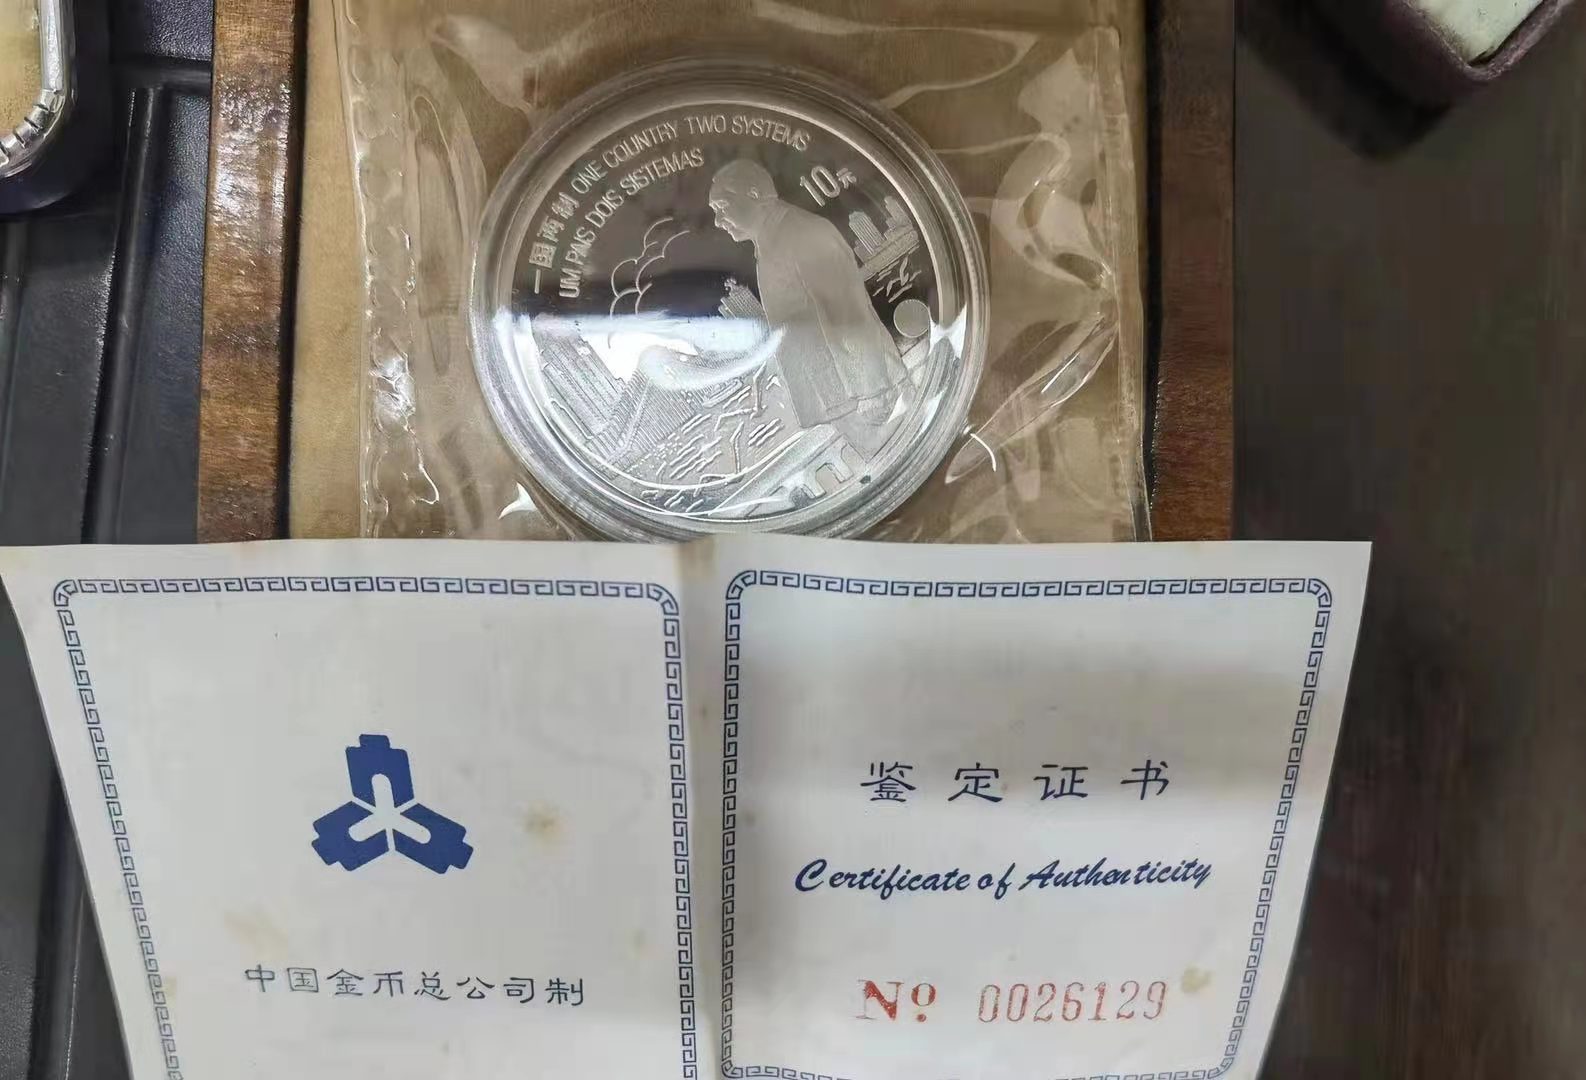 一国两制 ONE COUNTRY TWO SYSTEMS
UM PAIS DOIS SISTEMAS
10元
鉴定证书
Certificate of Authenticity
中国金币总公司制
Nº 0026129